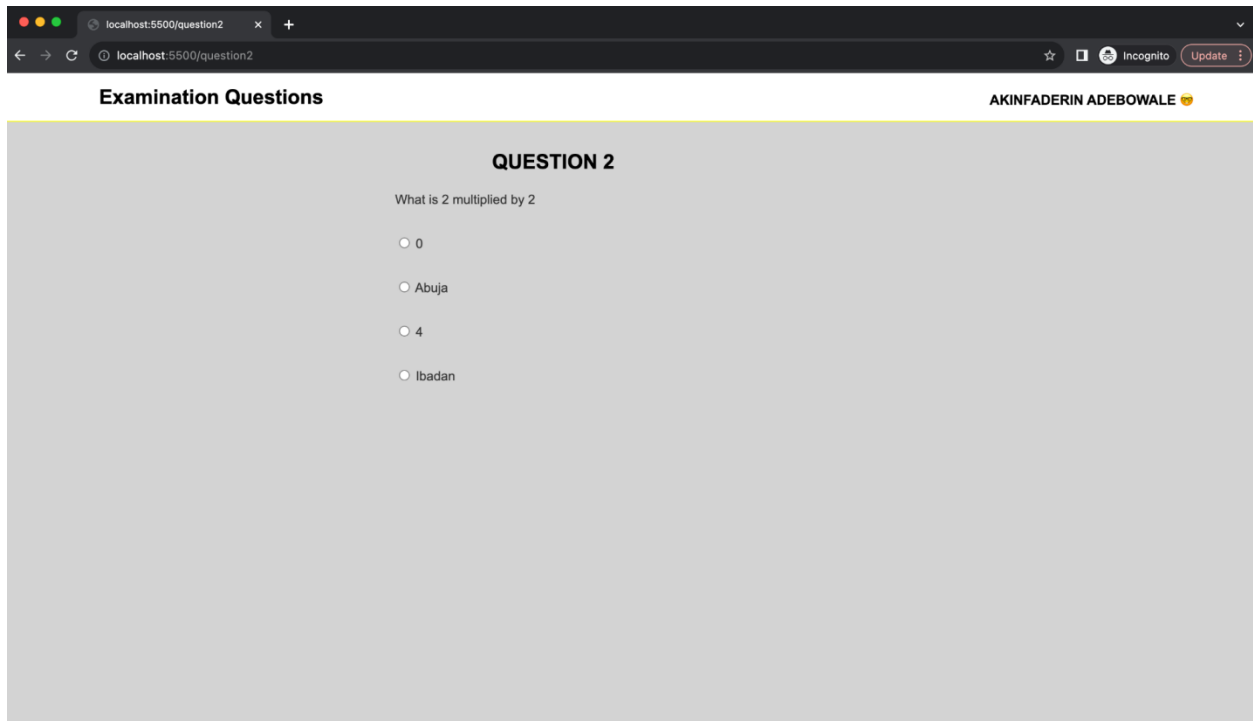 localhost:5500/question2
localhost:5500/question2
Incognito
Update
Examination Questions
AKINFADERIN ADEBOWALE 🤓
QUESTION 2
What is 2 multiplied by 2
0
Abuja
4
Ibadan